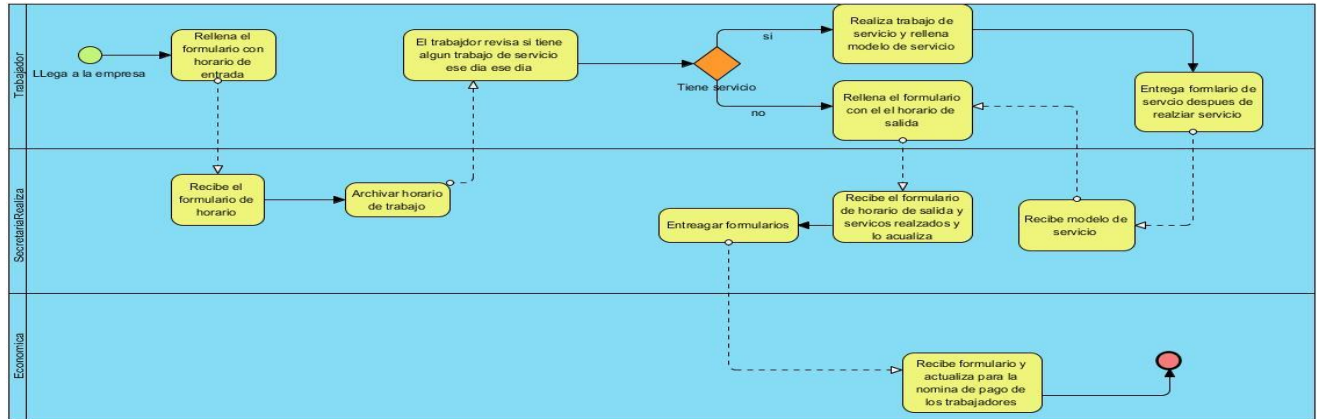 Trabajador
LLega a la empresa
Rellena el
formulario con
horario de
entrada
El trabajdor revisa si tiene
algun trabajo de servicio
ese dia ese dia
Tiene servicio
si
no
Realiza trabajo de
servicio y rellena
modelo de servicio
Rellena el formulario
con el el horario de
salida
Entrega formlario de
servcio despues de
realziar servicio
SecretariaRealiza
Recibe el
formulario de
horario
Archivar horario
de trabajo
Entreagar formularios
Recibe el formulario
de horario de salida y
servicos realzados y
lo acualiza
Recibe modelo de
servicio
Economica
Recibe formulario y
actualiza para la
nomina de pago de
los trabajadores